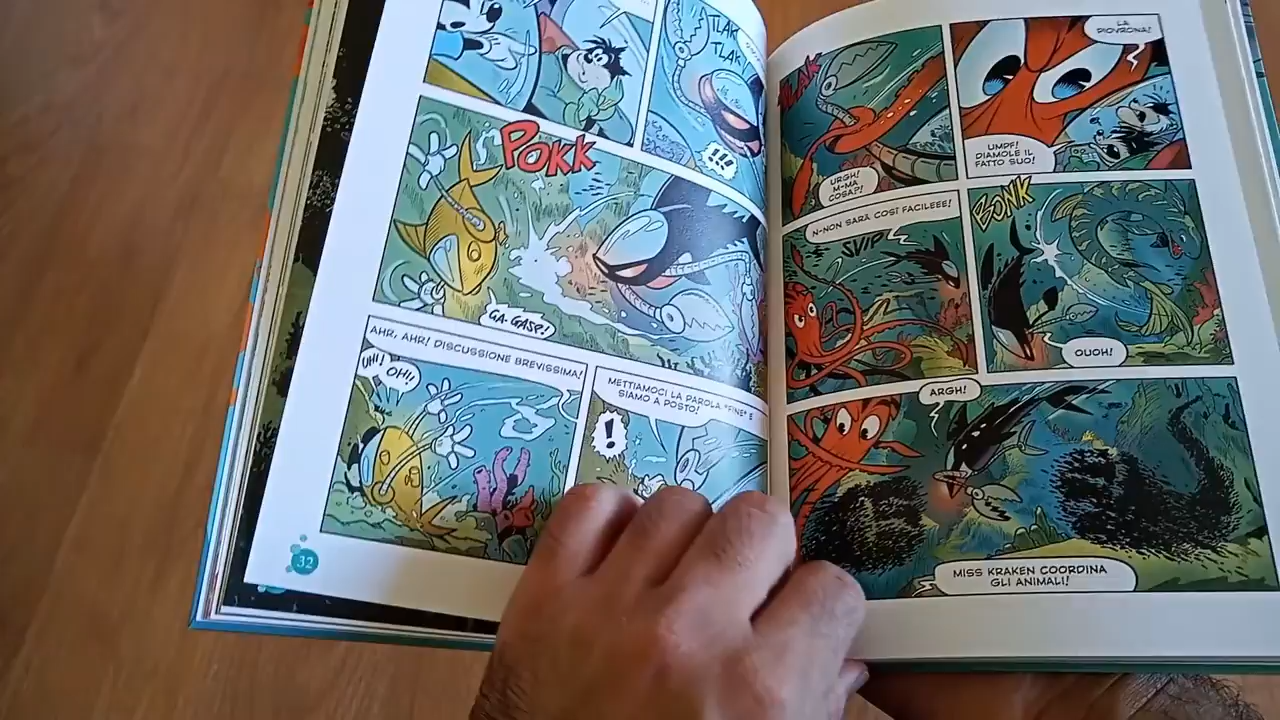 TLAK
TLAK!
!!!
POKK
GA-GASP!
AHR, AHR! DISCUSSIONE BREVISSIMA!
UH! OH!!
METTIAMOCI LA PAROLA "FINE" E
SIAMO A POSTO!
!
32
URGH!
M-MA
COSA?!
LA
PIOVRONA!
UMPF!
DIAMOLE IL
FATTO SUO!
N-NON SARÀ COSÌ FACILEEE!
SVIP
BONK
OUOH!
ARGH!
MISS KRAKEN COORDINA
GLI ANIMALI!